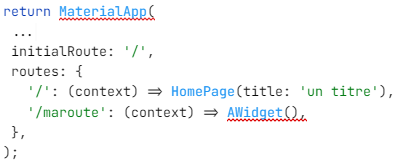 return MaterialApp(
...
initialRoute: '/',
routes: {
'/': (context) => HomePage(title: 'un titre'),
'/maroute': (context) => AWidget(),
},
);